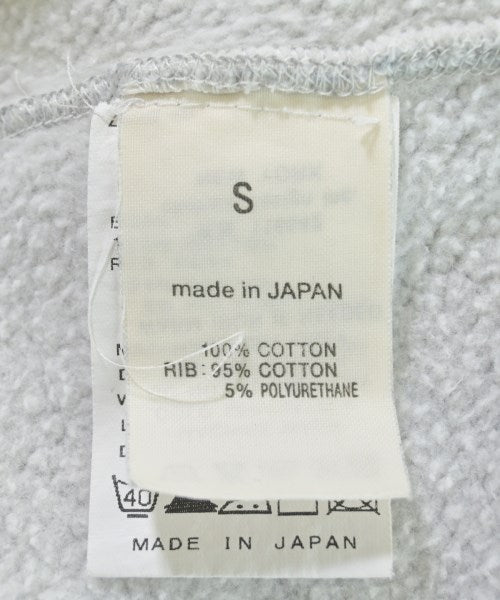 S
made in JAPAN
100% COTTON
RIB: 95% COTTON
5% POLYURETHANE
40
MADE IN JAPAN